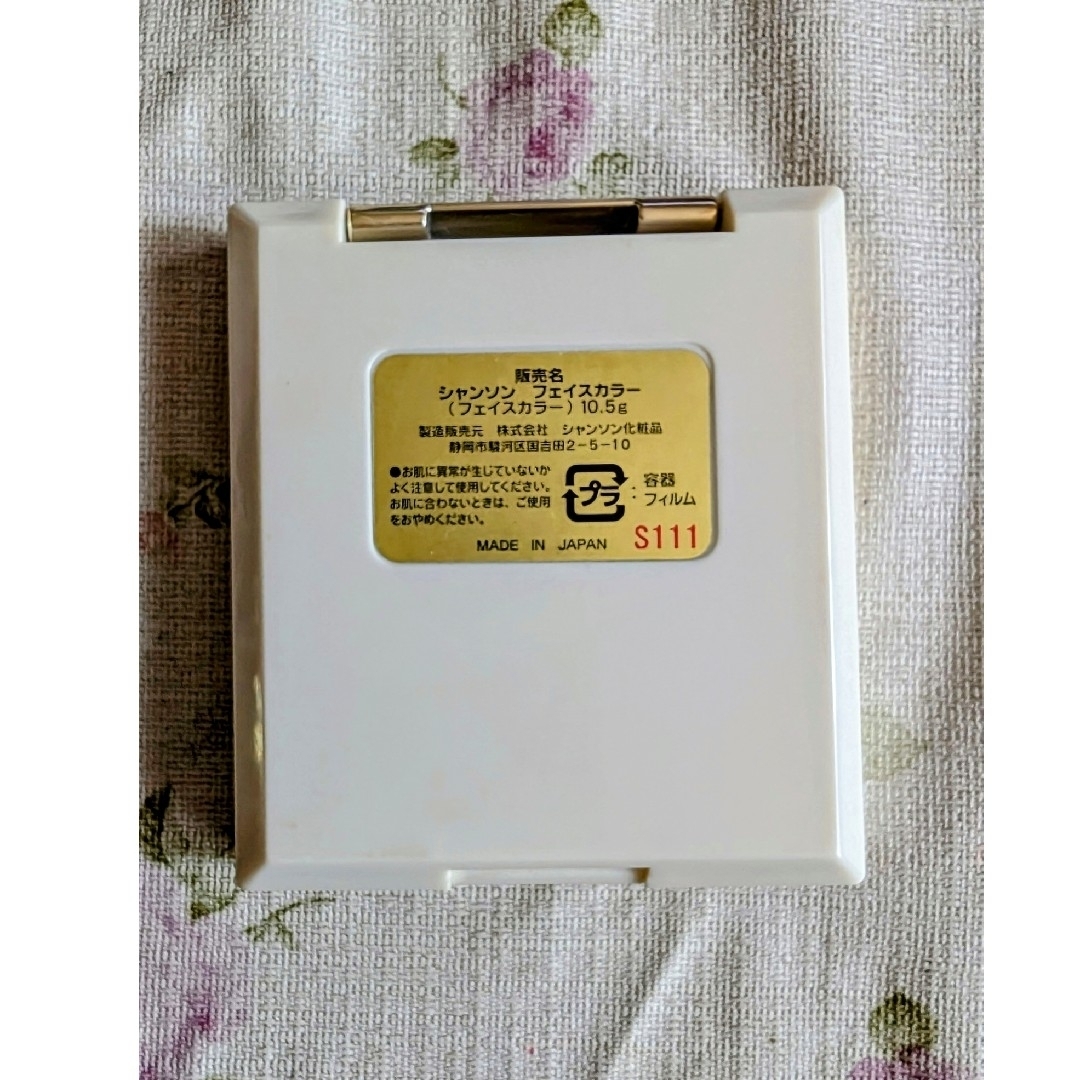 販売名
シャンソン　フェイスカラー
(フェイスカラー) 10.5g
製造販売元　株式会社　シャンソン化粧品
静岡市駿河区国吉田2-5-10
●お肌に異常が生じていないか
よく注意して使用してください。
お肌に合わないときは、ご使用
をおやめください。
プラ : 容器
フィルム
MADE IN JAPAN S111